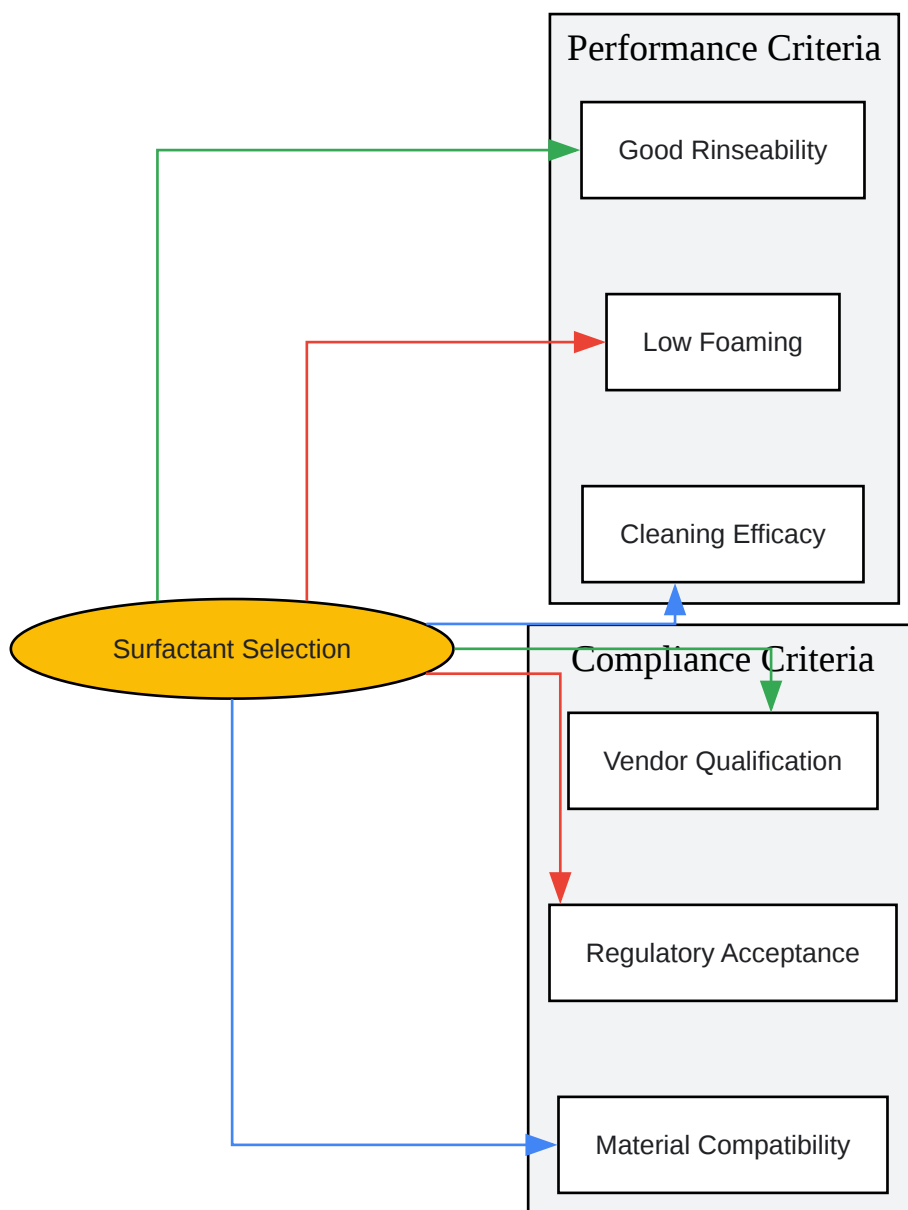 Performance Criteria
Good Rinseability
Low Foaming
Cleaning Efficacy
Surfactant Selection
Compliance Criteria
Vendor Qualification
Regulatory Acceptance
Material Compatibility